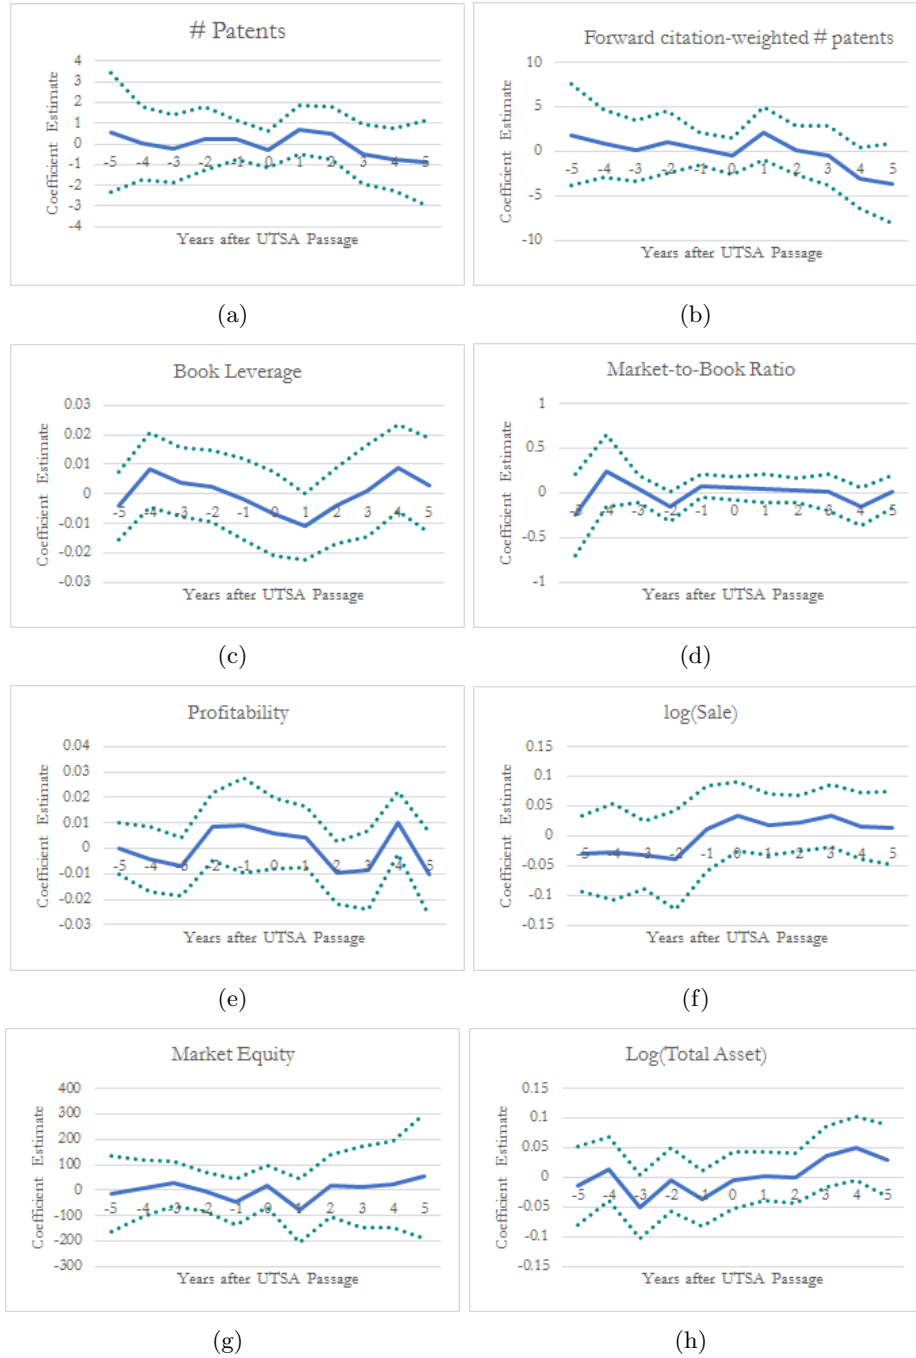 # Patents
4
3
2
1
0
-1
-2
-3
-4
-5 -4 -3 -2 -1 0 1 2 3 4 5
Coefficient Estimate
Years after UTSA Passage
(a)
Forward citation-weighted # patents
10
5
0
-5
-10
-5 -4 -3 -2 -1 0 1 2 3 4 5
Coefficient Estimate
Years after UTSA Passage
(b)
Book Leverage
0.03
0.02
0.01
0
-0.01
-0.02
-0.03
-5 -4 -3 -2 -1 0 1 2 3 4 5
Coefficient Estimate
Years after UTSA Passage
(c)
Market-to-Book Ratio
1
0.5
0
-0.5
-1
-5 -4 -3 -2 -1 0 1 2 3 4 5
Coefficient Estimate
Years after UTSA Passage
(d)
Profitability
0.04
0.03
0.02
0.01
0
-0.01
-0.02
-0.03
-5 -4 -3 -2 -1 0 1 2 3 4 5
Coefficient Estimate
Years after UTSA Passage
(e)
log(Sale)
0.15
0.1
0.05
0
-0.05
-0.1
-0.15
-5 -4 -3 -2 -1 0 1 2 3 4 5
Coefficient Estimate
Years after UTSA Passage
(f)
Market Equity
400
300
200
100
0
-100
-200
-300
-5 -4 -3 -2 -1 0 1 2 3 4 5
Coefficient Estimate
Years after UTSA Passage
(g)
Log(Total Asset)
0.15
0.1
0.05
0
-0.05
-0.1
-0.15
-5 -4 -3 -2 -1 0 1 2 3 4 5
Coefficient Estimate
Years after UTSA Passage
(h)